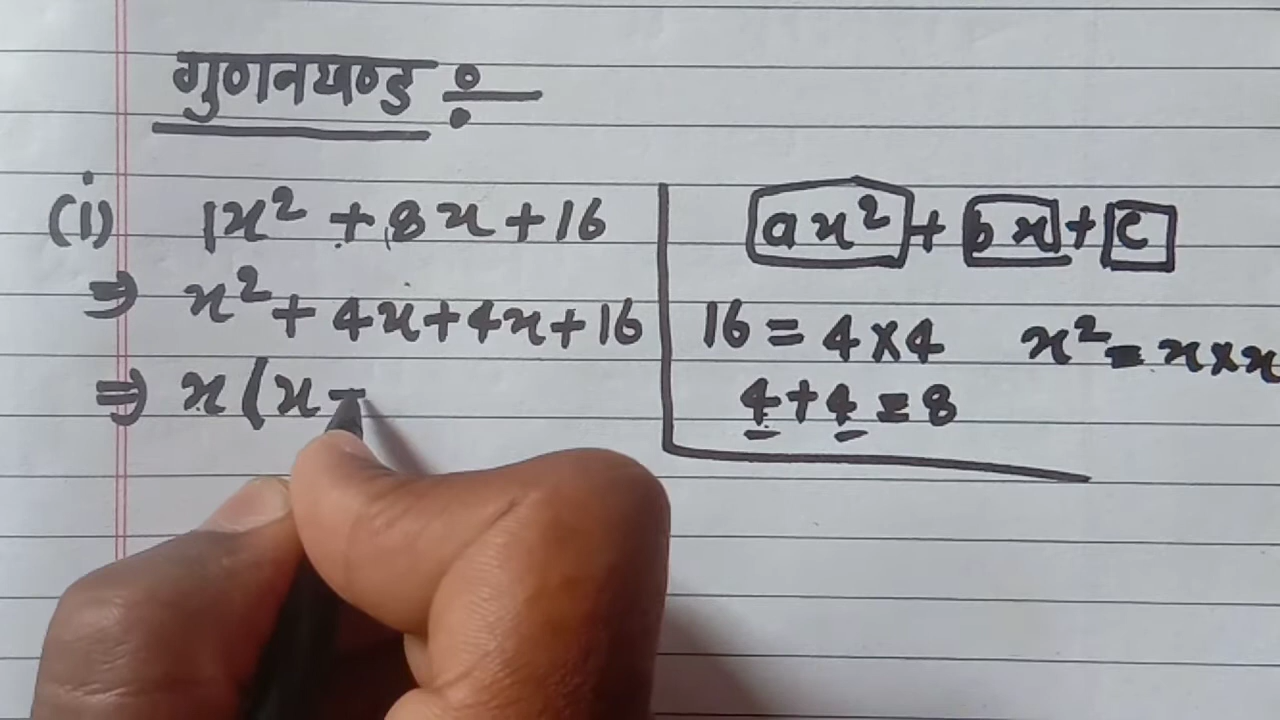 गुणनखण्ड ÷
(i) 1x² + 8x + 16
⇒ x² + 4x + 4x + 16
⇒ x(x
ax² + bx + c
16 = 4 × 4 x² = x × x
4 + 4 = 8